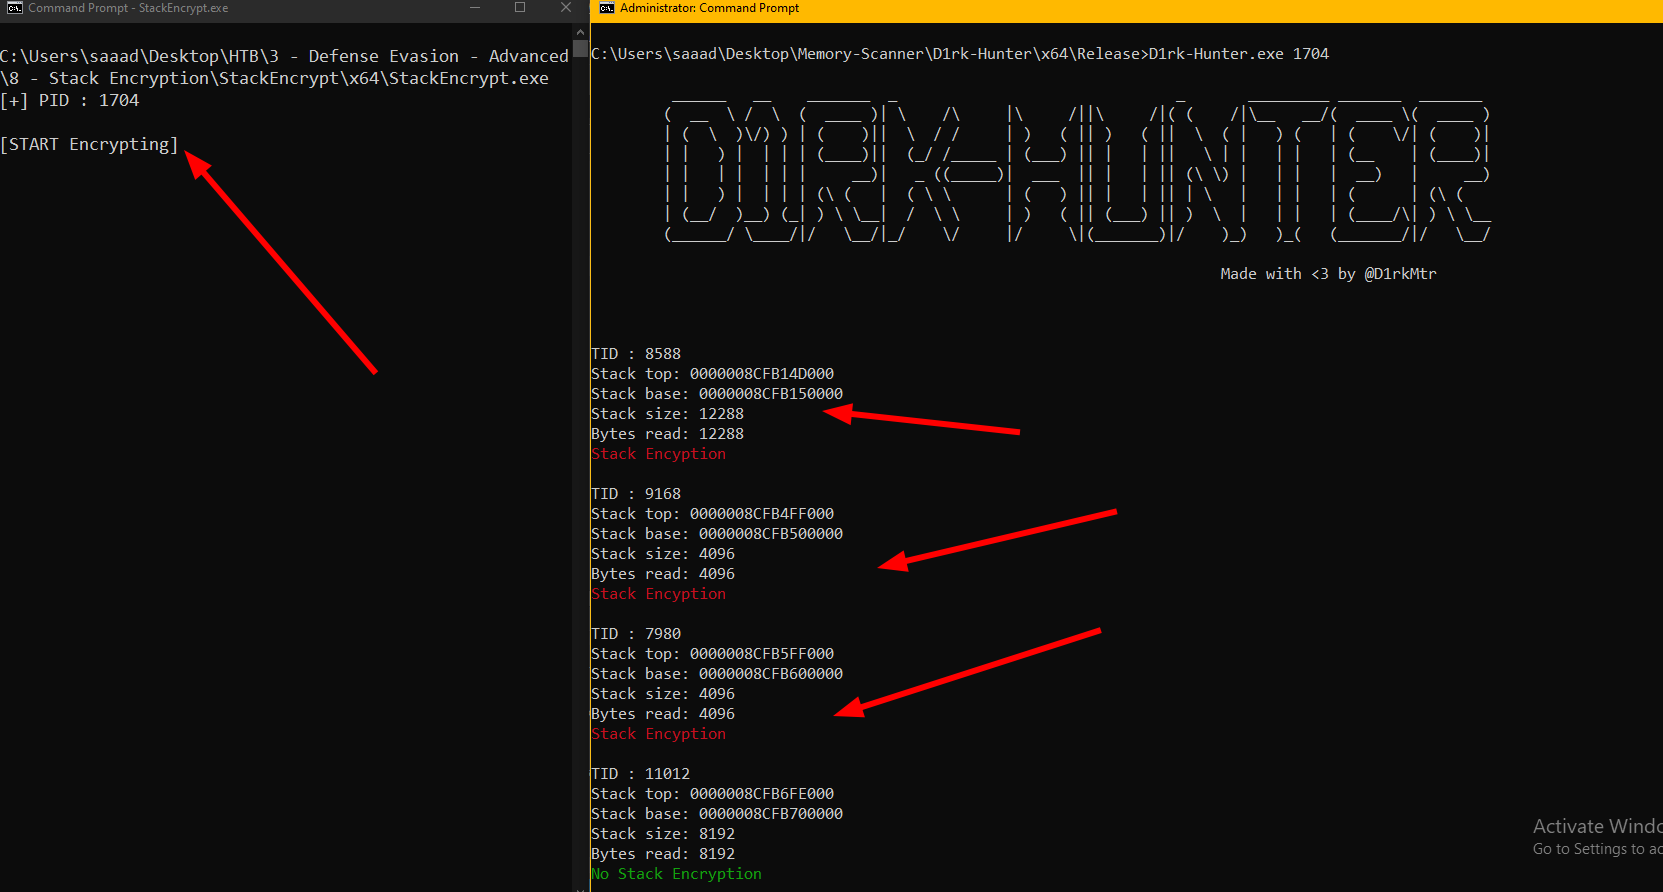 Command Prompt - StackEncrypt.exe
C:\Users\saaad\Desktop\HTB\3 - Defense Evasion - Advanced
\8 - Stack Encryption\StackEncrypt\x64\StackEncrypt.exe
[+] PID : 1704
[START Encrypting]
Administrator: Command Prompt
C:\Users\saaad\Desktop\Memory-Scanner\D1rk-Hunter\x64\Release>D1rk-Hunter.exe 1704
D1RK-HUNTER
Made with <3 by @D1rkMtr
TID : 8588
Stack top: 0000008CFB14D000
Stack base: 0000008CFB150000
Stack size: 12288
Bytes read: 12288
Stack Encyption
TID : 9168
Stack top: 0000008CFB4FF000
Stack base: 0000008CFB500000
Stack size: 4096
Bytes read: 4096
Stack Encyption
TID : 7980
Stack top: 0000008CFB5FF000
Stack base: 0000008CFB600000
Stack size: 4096
Bytes read: 4096
Stack Encyption
TID : 11012
Stack top: 0000008CFB6FE000
Stack base: 0000008CFB700000
Stack size: 8192
Bytes read: 8192
No Stack Encryption
Activate Windo
Go to Settings to ac